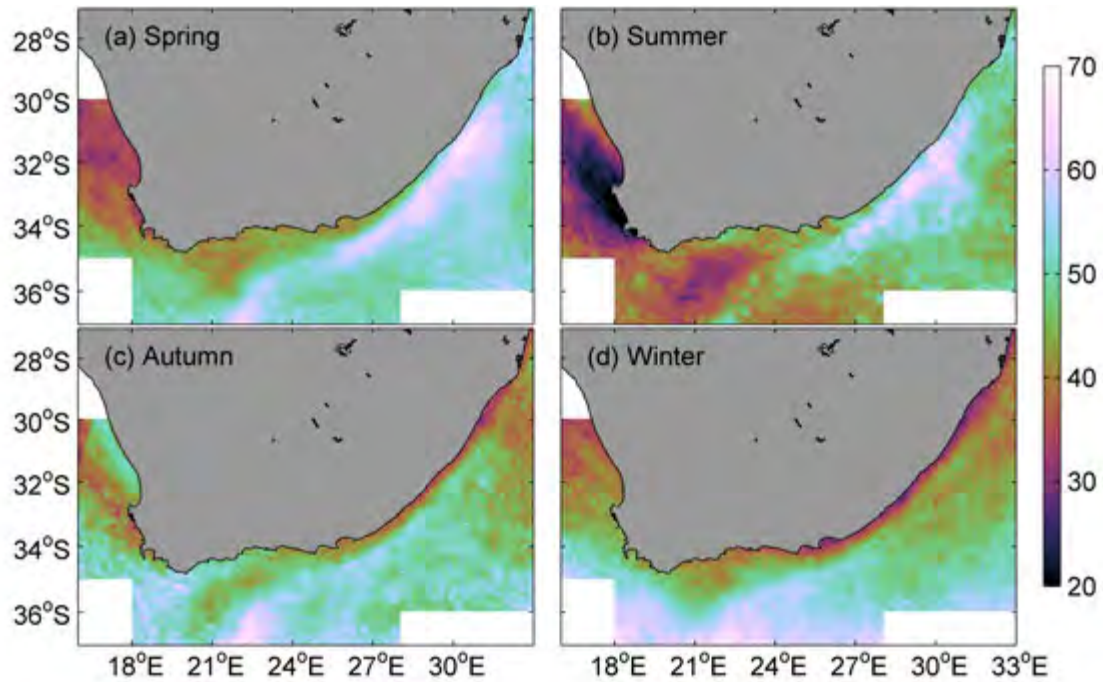 (a) Spring
(b) Summer
28°S
30°S
32°S
34°S
36°S
70
60
50
40
30
20
(c) Autumn
(d) Winter
28°S
30°S
32°S
34°S
36°S
18°E 21°E 24°E 27°E 30°E
18°E 21°E 24°E 27°E 30°E 33°E